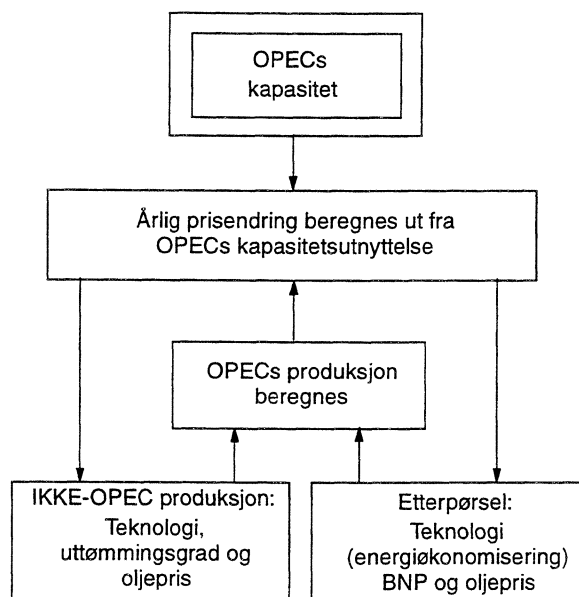 OPECs
kapasitet
Årlig prisendring beregnes ut fra
OPECs kapasitetsutnyttelse
OPECs produksjon
beregnes
IKKE-OPEC produksjon:
Teknologi,
uttømmingsgrad og
oljepris
Etterpørsel:
Teknologi
(energiøkonomisering)
BNP og oljepris